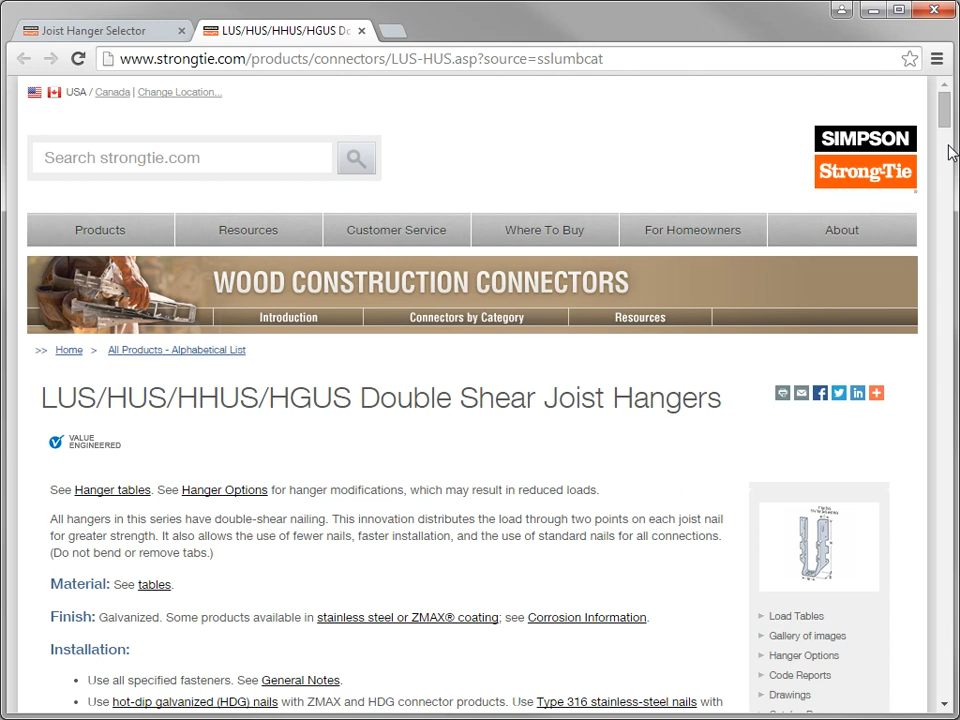 Joist Hanger Selector
LUS/HUS/HHUS/HGUS Do
www.strongtie.com/products/connectors/LUS-HUS.asp?source=sslumbcat
USA / Canada | Change Location...
Search strongtie.com
SIMPSON
Strong-Tie
Products
Resources
Customer Service
Where To Buy
For Homeowners
About
WOOD CONSTRUCTION CONNECTORS
Introduction
Connectors by Category
Resources
>> Home > All Products - Alphabetical List
LUS/HUS/HHUS/HGUS Double Shear Joist Hangers
VALUE
ENGINEERED
See Hanger tables. See Hanger Options for hanger modifications, which may result in reduced loads.
All hangers in this series have double-shear nailing. This innovation distributes the load through two points on each joist nail
for greater strength. It also allows the use of fewer nails, faster installation, and the use of standard nails for all connections.
(Do not bend or remove tabs.)
Material: See tables.
Finish: Galvanized. Some products available in stainless steel or ZMAX® coating; see Corrosion Information.
Installation:
• Use all specified fasteners. See General Notes.
• Use hot-dip galvanized (HDG) nails with ZMAX and HDG connector products. Use Type 316 stainless-steel nails with
Load Tables
Gallery of images
Hanger Options
Code Reports
Drawings